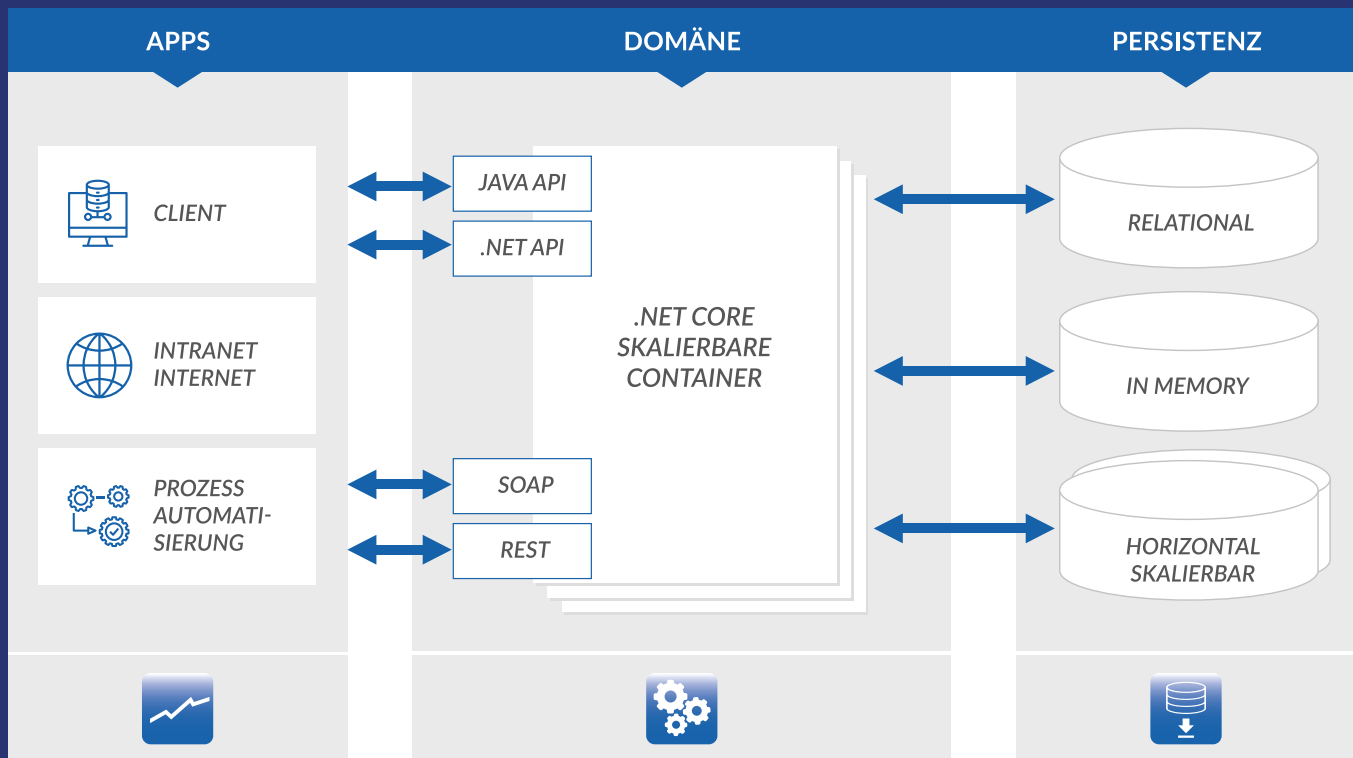 APPS
DOMÄNE
PERSISTENZ
CLIENT
INTRANET
INTERNET
PROZESS
AUTOMATI-
SIERUNG
JAVA API
.NET API
SOAP
REST
.NET CORE
SKALIERBARE
CONTAINER
RELATIONAL
IN MEMORY
HORIZONTAL
SKALIERBAR